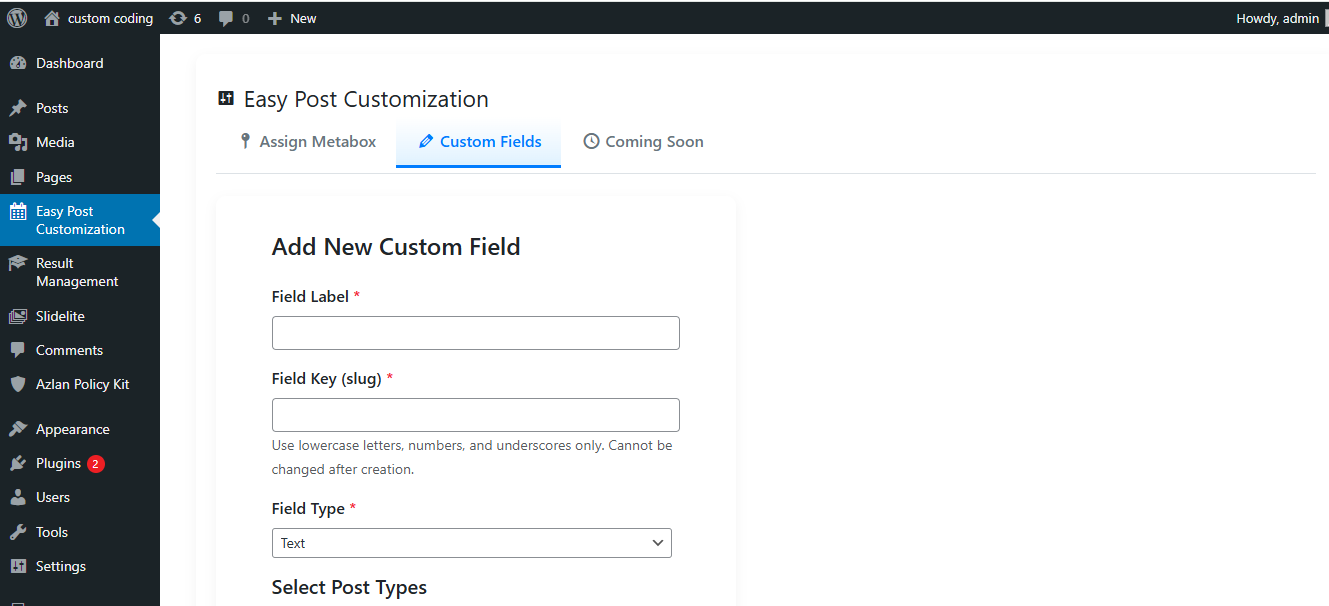 custom coding 6 0 New Howdy, admin
Dashboard
Posts
Media
Pages
Easy Post
Customization
Result
Management
Slidelite
Comments
Azlan Policy Kit
Appearance
Plugins 2
Users
Tools
Settings
Easy Post Customization
Assign Metabox Custom Fields Coming Soon
Add New Custom Field
Field Label *
Field Key (slug) *
Use lowercase letters, numbers, and underscores only. Cannot be
changed after creation.
Field Type *
Text
Select Post Types